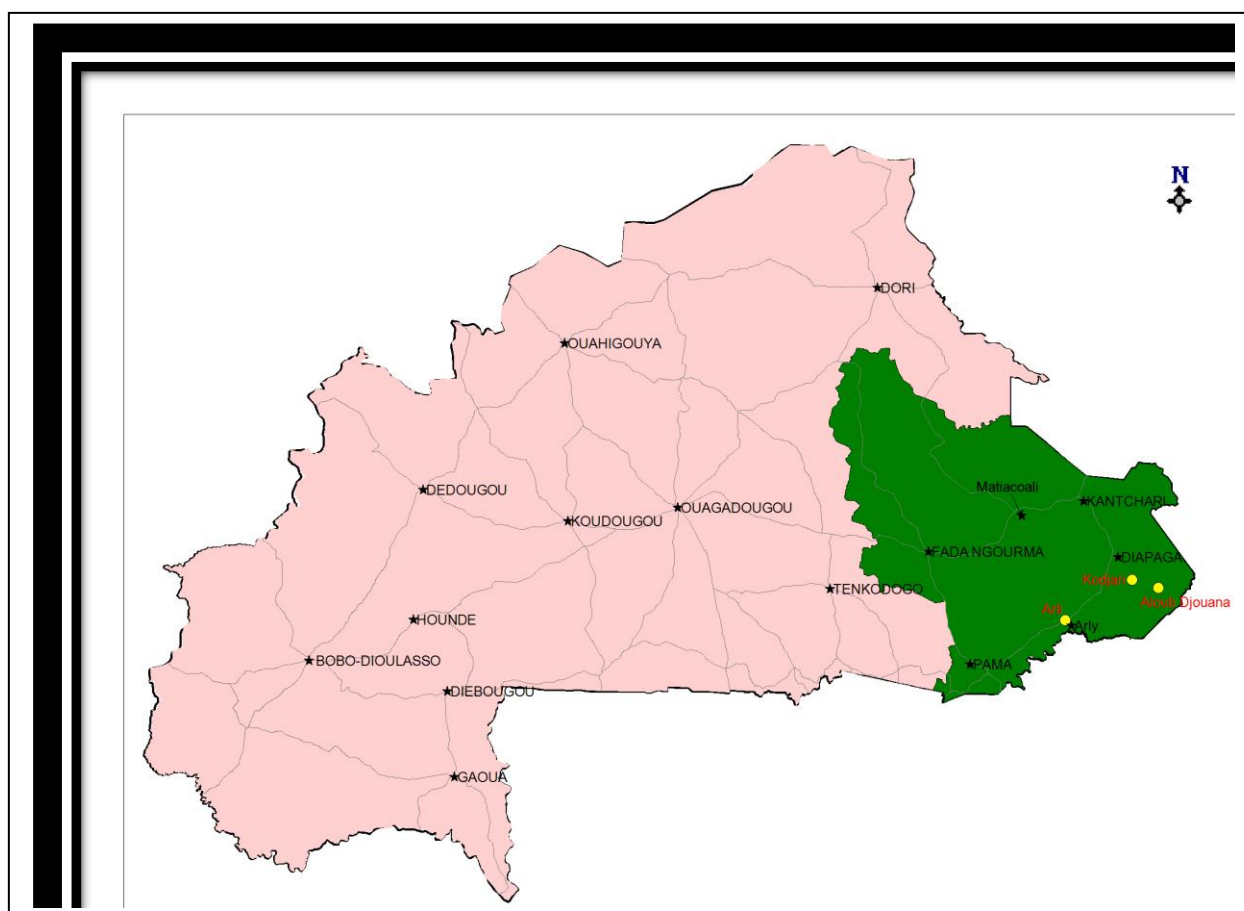 N
DORI
OUAHIGOUYA
DEDOUGOU
Matiacoali
KANTCHARI
OUAGADOUGOU
KOUDOUGOU
FADA NGOURMA
DIAPAGA
Kodjari
TENKODOGO
Alouh Djouana
Arli
HOUNDE
Arly
BOBO-DIOULASSO
PAMA
DIEBOUGOU
GAOUA